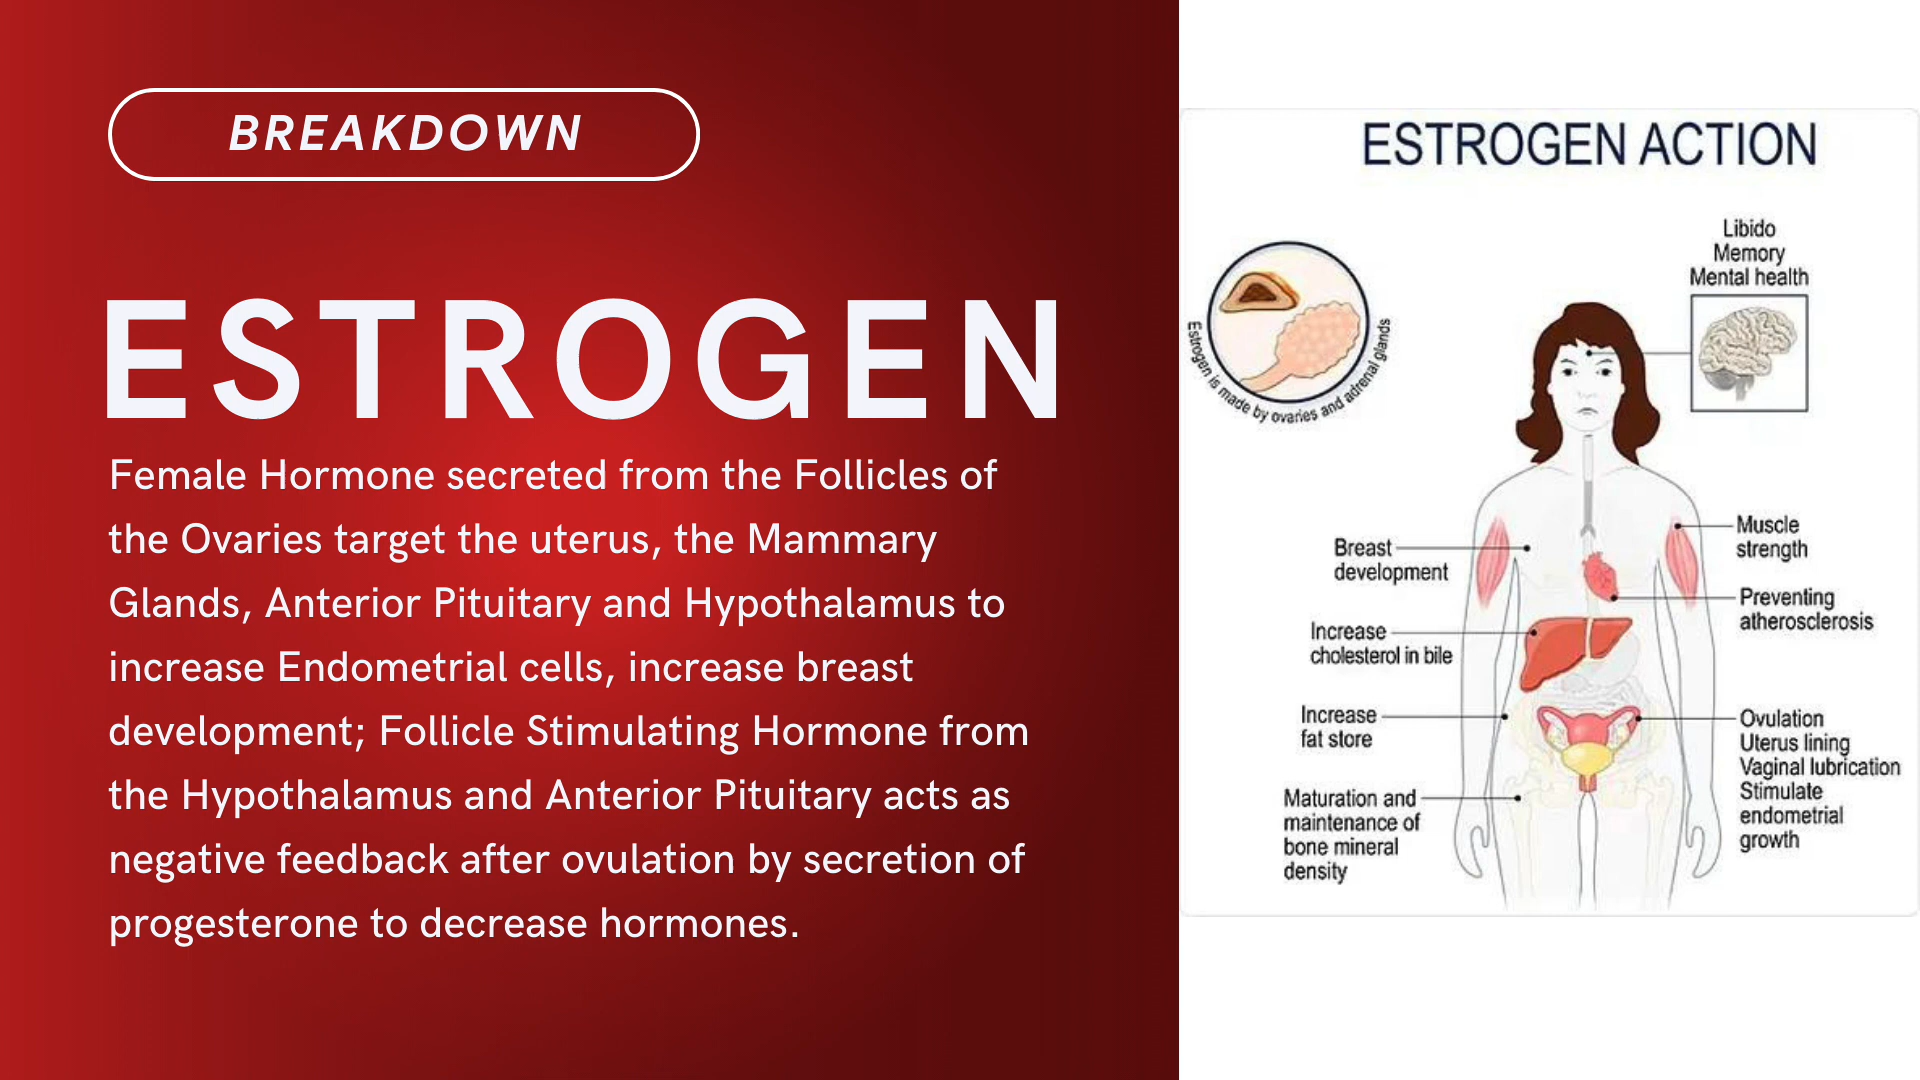 BREAKDOWN
ESTROGEN
Female Hormone secreted from the Follicles of
the Ovaries target the uterus, the Mammary
Glands, Anterior Pituitary and Hypothalamus to
increase Endometrial cells, increase breast
development; Follicle Stimulating Hormone from
the Hypothalamus and Anterior Pituitary acts as
negative feedback after ovulation by secretion of
progesterone to decrease hormones.
ESTROGEN ACTION
Estrogen is made by ovaries and adrenal glands
Libido
Memory
Mental health
Breast
development
Increase
cholesterol in bile
Increase
fat store
Maturation and
maintenance of
bone mineral
density
Muscle
strength
Preventing
atherosclerosis
Ovulation
Uterus lining
Vaginal lubrication
Stimulate
endometrial
growth